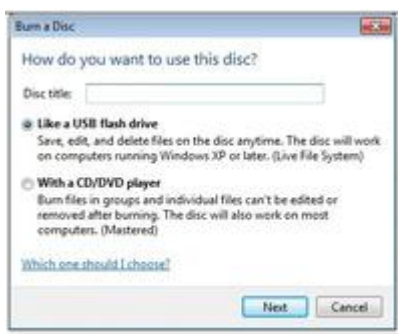 Burn a Disc
How do you want to use this disc?
Disc title:
Like a USB flash drive
Save, edit, and delete files on the disc anytime. The disc will work
on computers running Windows XP or later. (Live File System)
With a CD/DVD player
Burn files in groups and individual files can't be edited or
removed after burning. The disc will also work on most
computers. (Mastered)
Which one should I choose?
Next Cancel